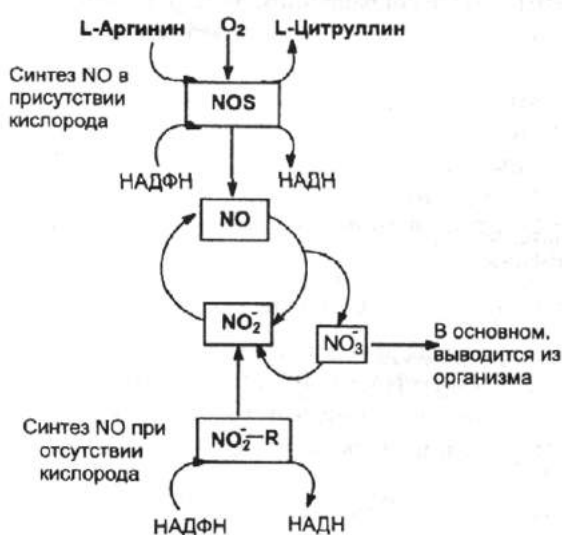 L-Аргинин O₂ L-Цитруллин
Синтез NO в
присутствии
кислорода
NOS
НАДФН НАДН
NO
NO₂⁻
NO₃⁻
В основном,
выводится из
организма
Синтез NO при
отсутствии
кислорода
NO₂⁻—R
НАДФН НАДН